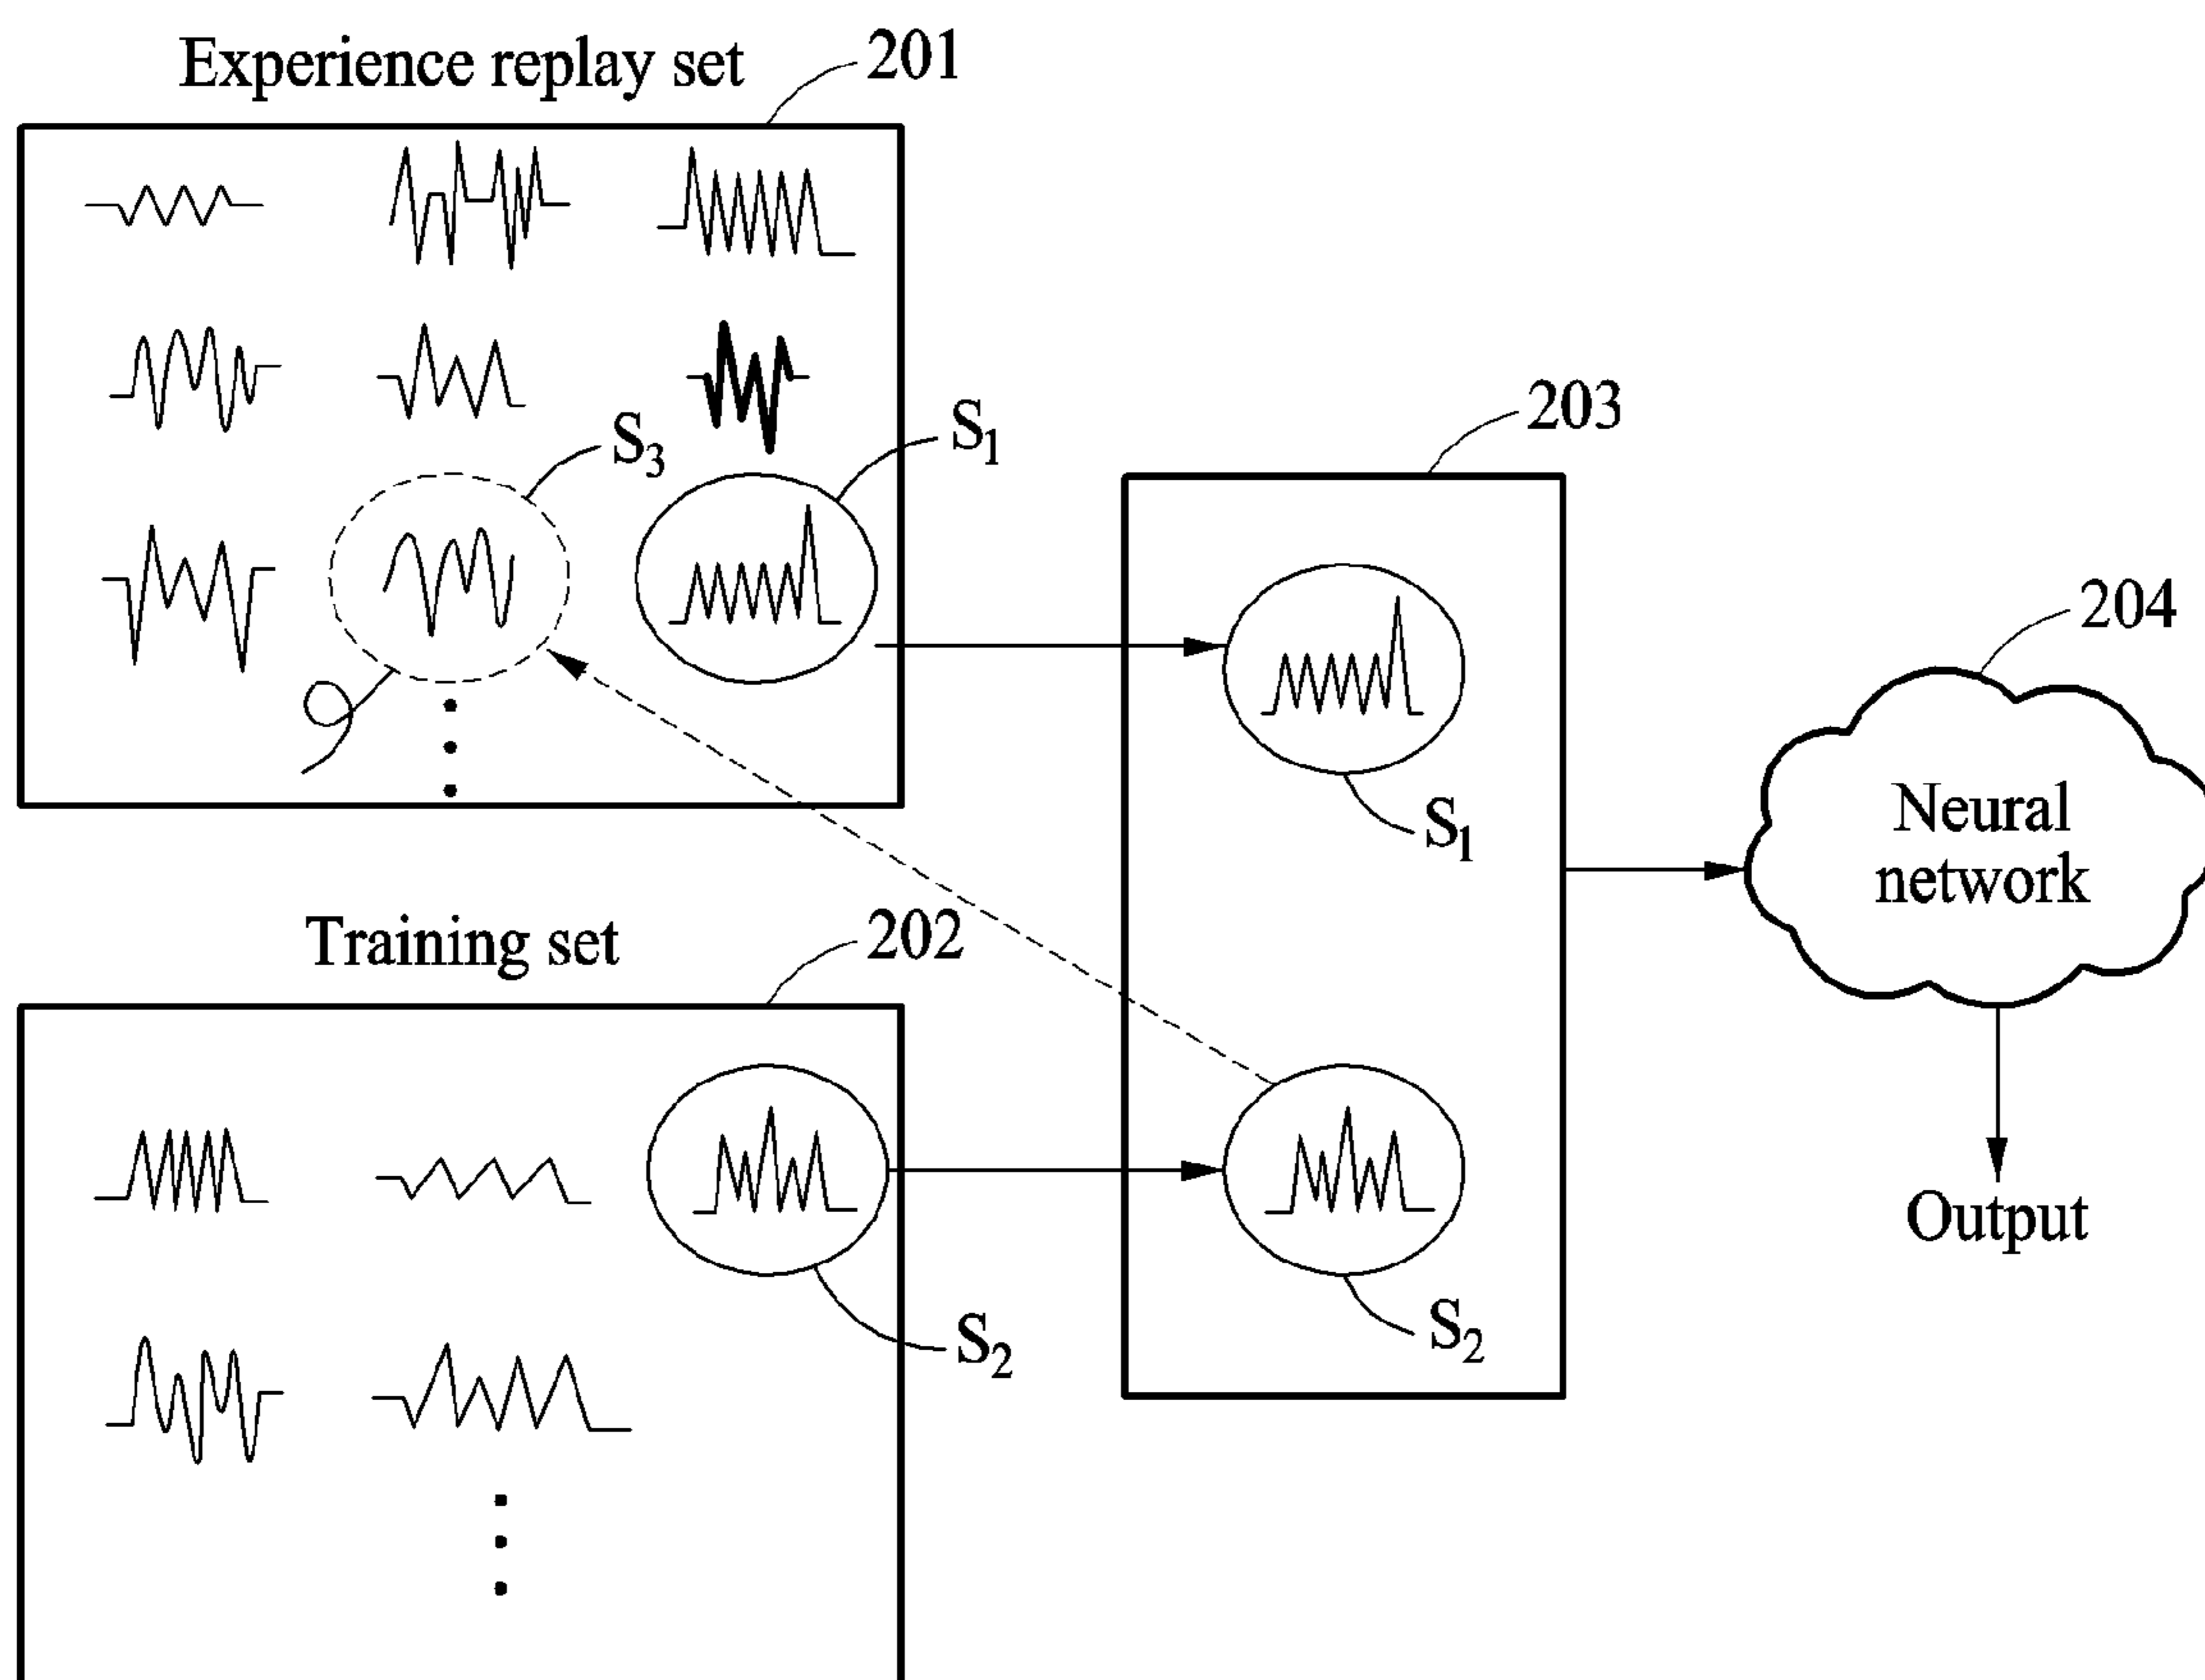 Experience replay set
201
S3
S1
203
S1
204
Neural
network
Training set
202
S2
S2
Output